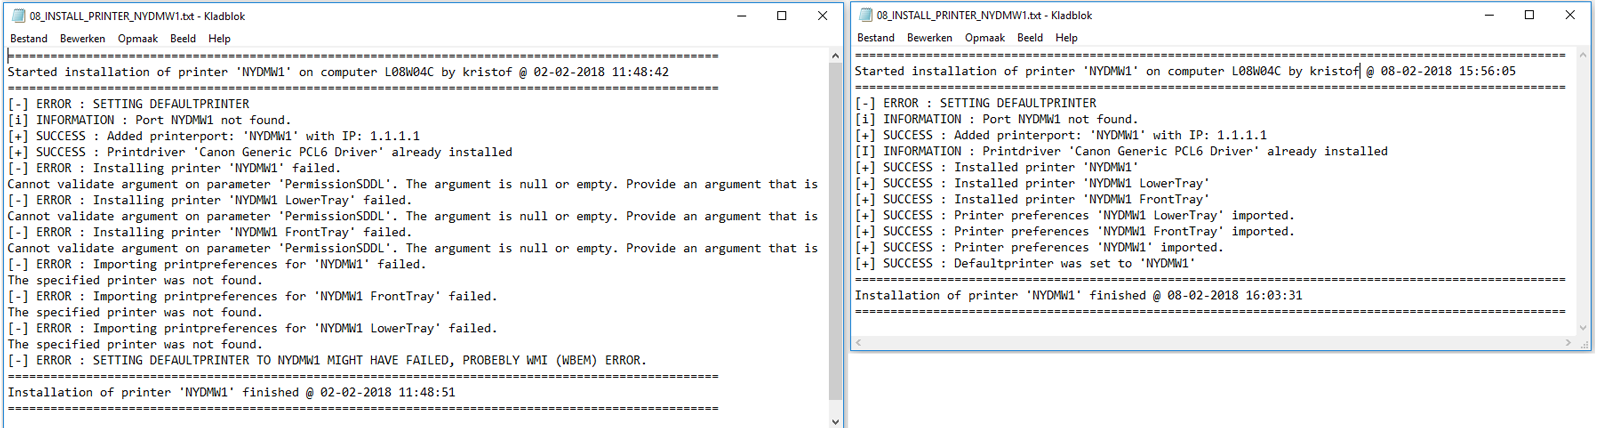 08_INSTALL_PRINTER_NYDMW1.txt - Kladblok
Bestand Bewerken Opmaak Beeld Help
===================================================================================================
Started installation of printer 'NYDMW1' on computer L08W04C by kristof @ 02-02-2018 11:48:42
===================================================================================================
[-] ERROR : SETTING DEFAULTPRINTER
[i] INFORMATION : Port NYDMW1 not found.
[+] SUCCESS : Added printerport: 'NYDMW1' with IP: 1.1.1.1
[+] SUCCESS : Printdriver 'Canon Generic PCL6 Driver' already installed
[-] ERROR : Installing printer 'NYDMW1' failed.
Cannot validate argument on parameter 'PermissionSDDL'. The argument is null or empty. Provide an argument that is
[-] ERROR : Installing printer 'NYDMW1 LowerTray' failed.
Cannot validate argument on parameter 'PermissionSDDL'. The argument is null or empty. Provide an argument that is
[-] ERROR : Installing printer 'NYDMW1 FrontTray' failed.
Cannot validate argument on parameter 'PermissionSDDL'. The argument is null or empty. Provide an argument that is
[-] ERROR : Importing printpreferences for 'NYDMW1' failed.
The specified printer was not found.
[-] ERROR : Importing printpreferences for 'NYDMW1 FrontTray' failed.
The specified printer was not found.
[-] ERROR : Importing printpreferences for 'NYDMW1 LowerTray' failed.
The specified printer was not found.
[-] ERROR : SETTING DEFAULTPRINTER TO NYDMW1 MIGHT HAVE FAILED, PROBEBLY WMI (WBEM) ERROR.
===================================================================================================
Installation of printer 'NYDMW1' finished @ 02-02-2018 11:48:51
===================================================================================================
08_INSTALL_PRINTER_NYDMW1.txt - Kladblok
Bestand Bewerken Opmaak Beeld Help
===================================================================================================
Started installation of printer 'NYDMW1' on computer L08W04C by kristof @ 08-02-2018 15:56:05
===================================================================================================
[-] ERROR : SETTING DEFAULTPRINTER
[i] INFORMATION : Port NYDMW1 not found.
[+] SUCCESS : Added printerport: 'NYDMW1' with IP: 1.1.1.1
[I] INFORMATION : Printdriver 'Canon Generic PCL6 Driver' already installed
[+] SUCCESS : Installed printer 'NYDMW1'
[+] SUCCESS : Installed printer 'NYDMW1 LowerTray'
[+] SUCCESS : Installed printer 'NYDMW1 FrontTray'
[+] SUCCESS : Printer preferences 'NYDMW1 LowerTray' imported.
[+] SUCCESS : Printer preferences 'NYDMW1 FrontTray' imported.
[+] SUCCESS : Printer preferences 'NYDMW1' imported.
[+] SUCCESS : Defaultprinter was set to 'NYDMW1'
===================================================================================================
Installation of printer 'NYDMW1' finished @ 08-02-2018 16:03:31
===================================================================================================